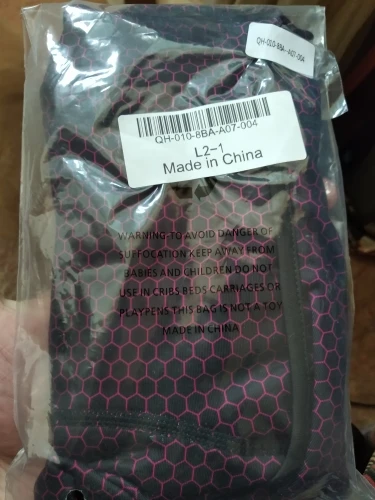 QH-010-8BA-A07-004
QH-010-8BA-A07-004
L2-1
Made in China
WARNING:TO AVOID DANGER OF
SUFFOCATION KEEP AWAY FROM
BABIES AND CHILDREN DO NOT
USE IN CRIBS BEDS CARRIAGES OR
PLAYPENS THIS BAG IS NOT A TOY
MADE IN CHINA